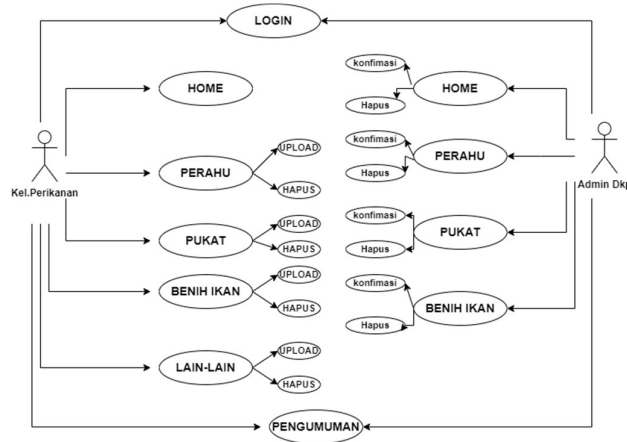 LOGIN
HOME
konfimasi
HOME
Hapus
UPLOAD
PERAHU
HAPUS
konfimasi
PERAHU
Hapus
Kel.Perikanan
Admin Dkp
UPLOAD
PUKAT
HAPUS
konfimasi
PUKAT
Hapus
UPLOAD
BENIH IKAN
HAPUS
konfimasi
BENIH IKAN
Hapus
UPLOAD
LAIN-LAIN
HAPUS
PENGUMUMAN